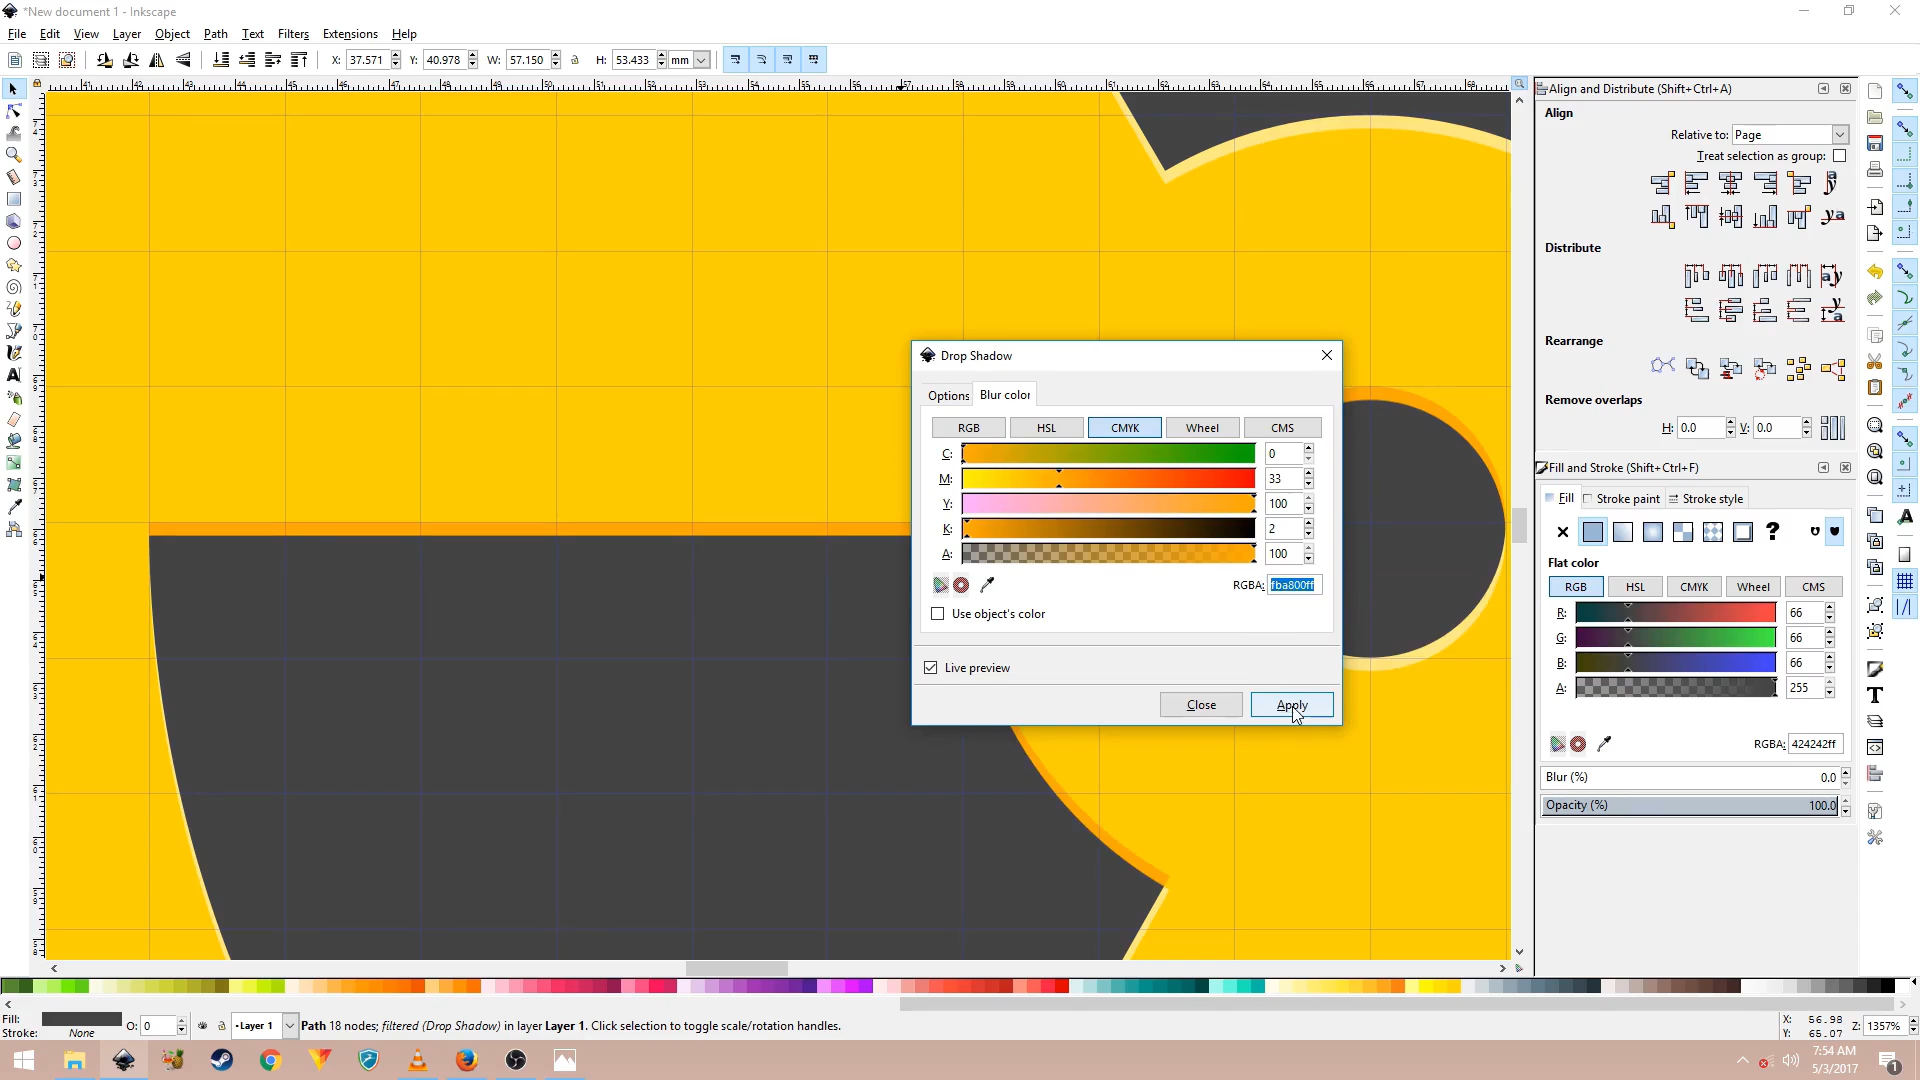 *New document 1 - Inkscape
File Edit View Layer Object Path Text Filters Extensions Help
X: 37.571 Y: 40.978 W: 57.150 H: 53.433 mm
Align and Distribute (Shift+Ctrl+A)
Align
Relative to: Page
Treat selection as group:
Distribute
Rearrange
Remove overlaps
H: 0.0 V: 0.0
Drop Shadow
Options Blur color
RGB HSL CMYK Wheel CMS
C: 0
M: 33
Y: 100
K: 2
A: 100
RGBA: fba800ff
Use object's color
Live preview
Close Apply
Fill and Stroke (Shift+Ctrl+F)
Fill Stroke paint Stroke style
?
Flat color
RGB HSL CMYK Wheel CMS
R: 66
G: 66
B: 66
A: 255
RGBA: 424242ff
Blur (%) 0.0
Opacity (%) 100.0
Fill:
Stroke: None
O: 0
Layer 1
Path 18 nodes; filtered (Drop Shadow) in layer Layer 1. Click selection to toggle scale/rotation handles.
X: 56.98
Y: 65.07
Z: 1357%
7:54 AM
5/3/2017
1